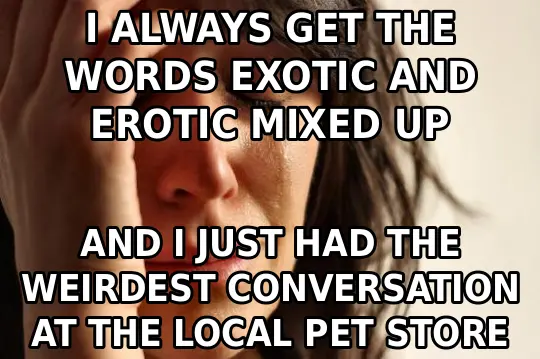 I ALWAYS GET THE
WORDS EXOTIC AND
EROTIC MIXED UP
AND I JUST HAD THE
WEIRDEST CONVERSATION
AT THE LOCAL PET STORE